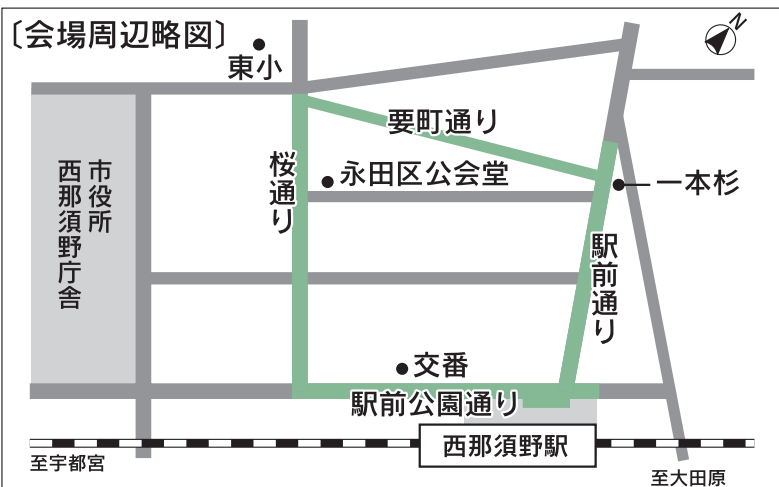 〔会場周辺略図〕
N
東小
要町通り
桜通り
永田区公会堂
一本杉
市役所
西那須野庁舎
駅前通り
交番
駅前公園通り
西那須野駅
至宇都宮
至大田原